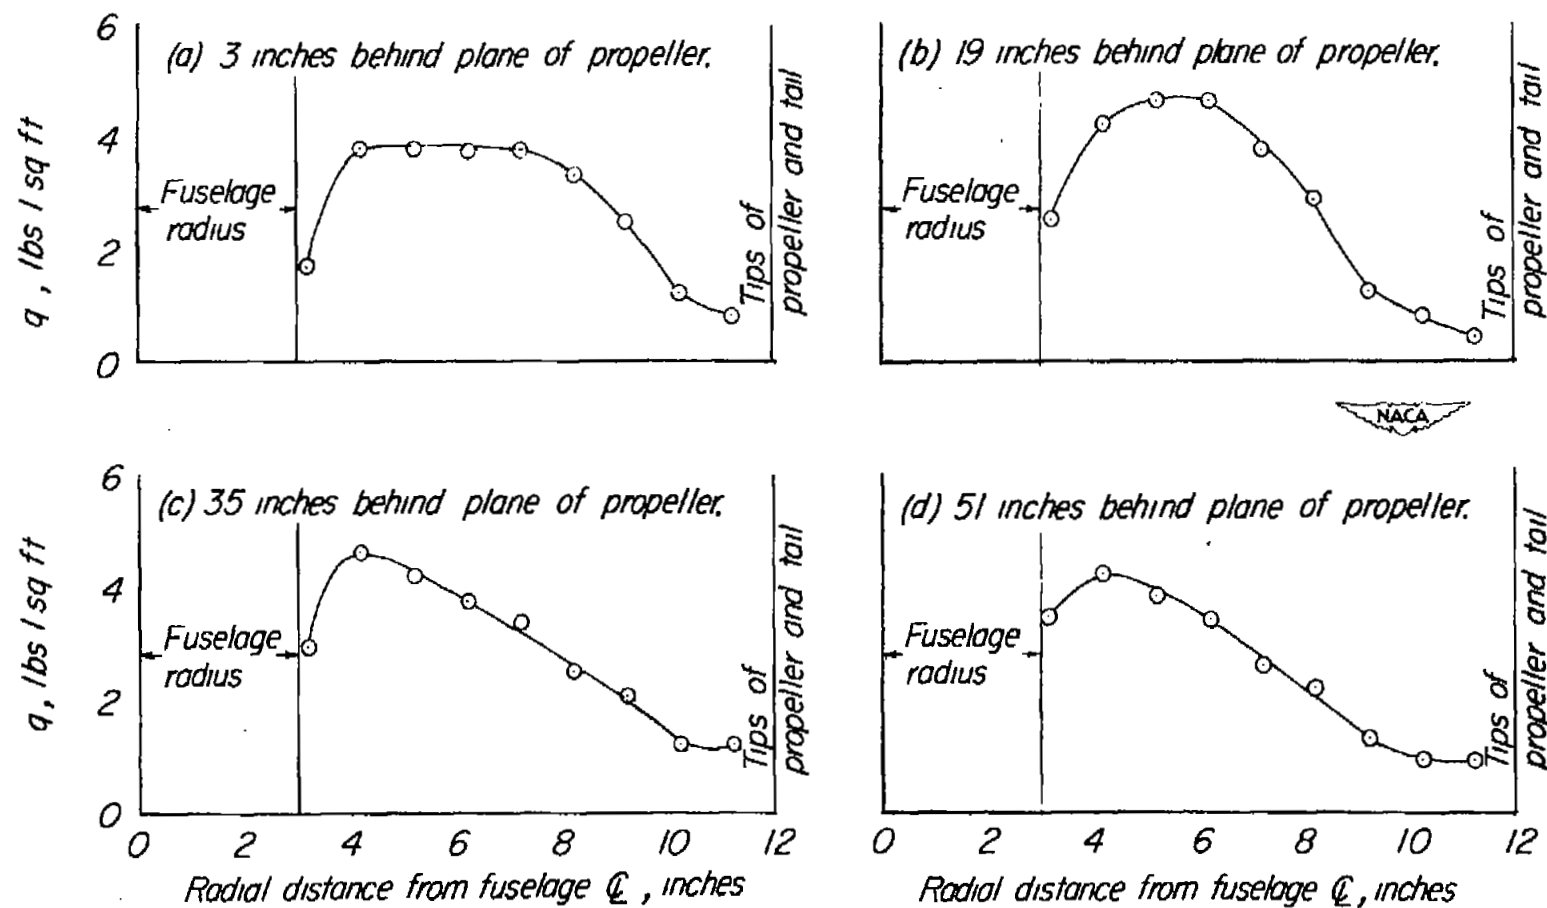 6
4
2
0
q, lbs / sq ft
(a) 3 inches behind plane of propeller.
Fuselage
radius
Tips of
propeller and tail
(b) 19 inches behind plane of propeller.
Fuselage
radius
Tips of
propeller and tail
NACA
6
4
2
0
q, lbs / sq ft
(c) 35 inches behind plane of propeller.
Fuselage
radius
Tips of
propeller and tail
0 2 4 6 8 10 12
Radial distance from fuselage ℄, inches
(d) 51 inches behind plane of propeller.
Fuselage
radius
Tips of
propeller and tail
0 2 4 6 8 10 12
Radial distance from fuselage ℄, inches